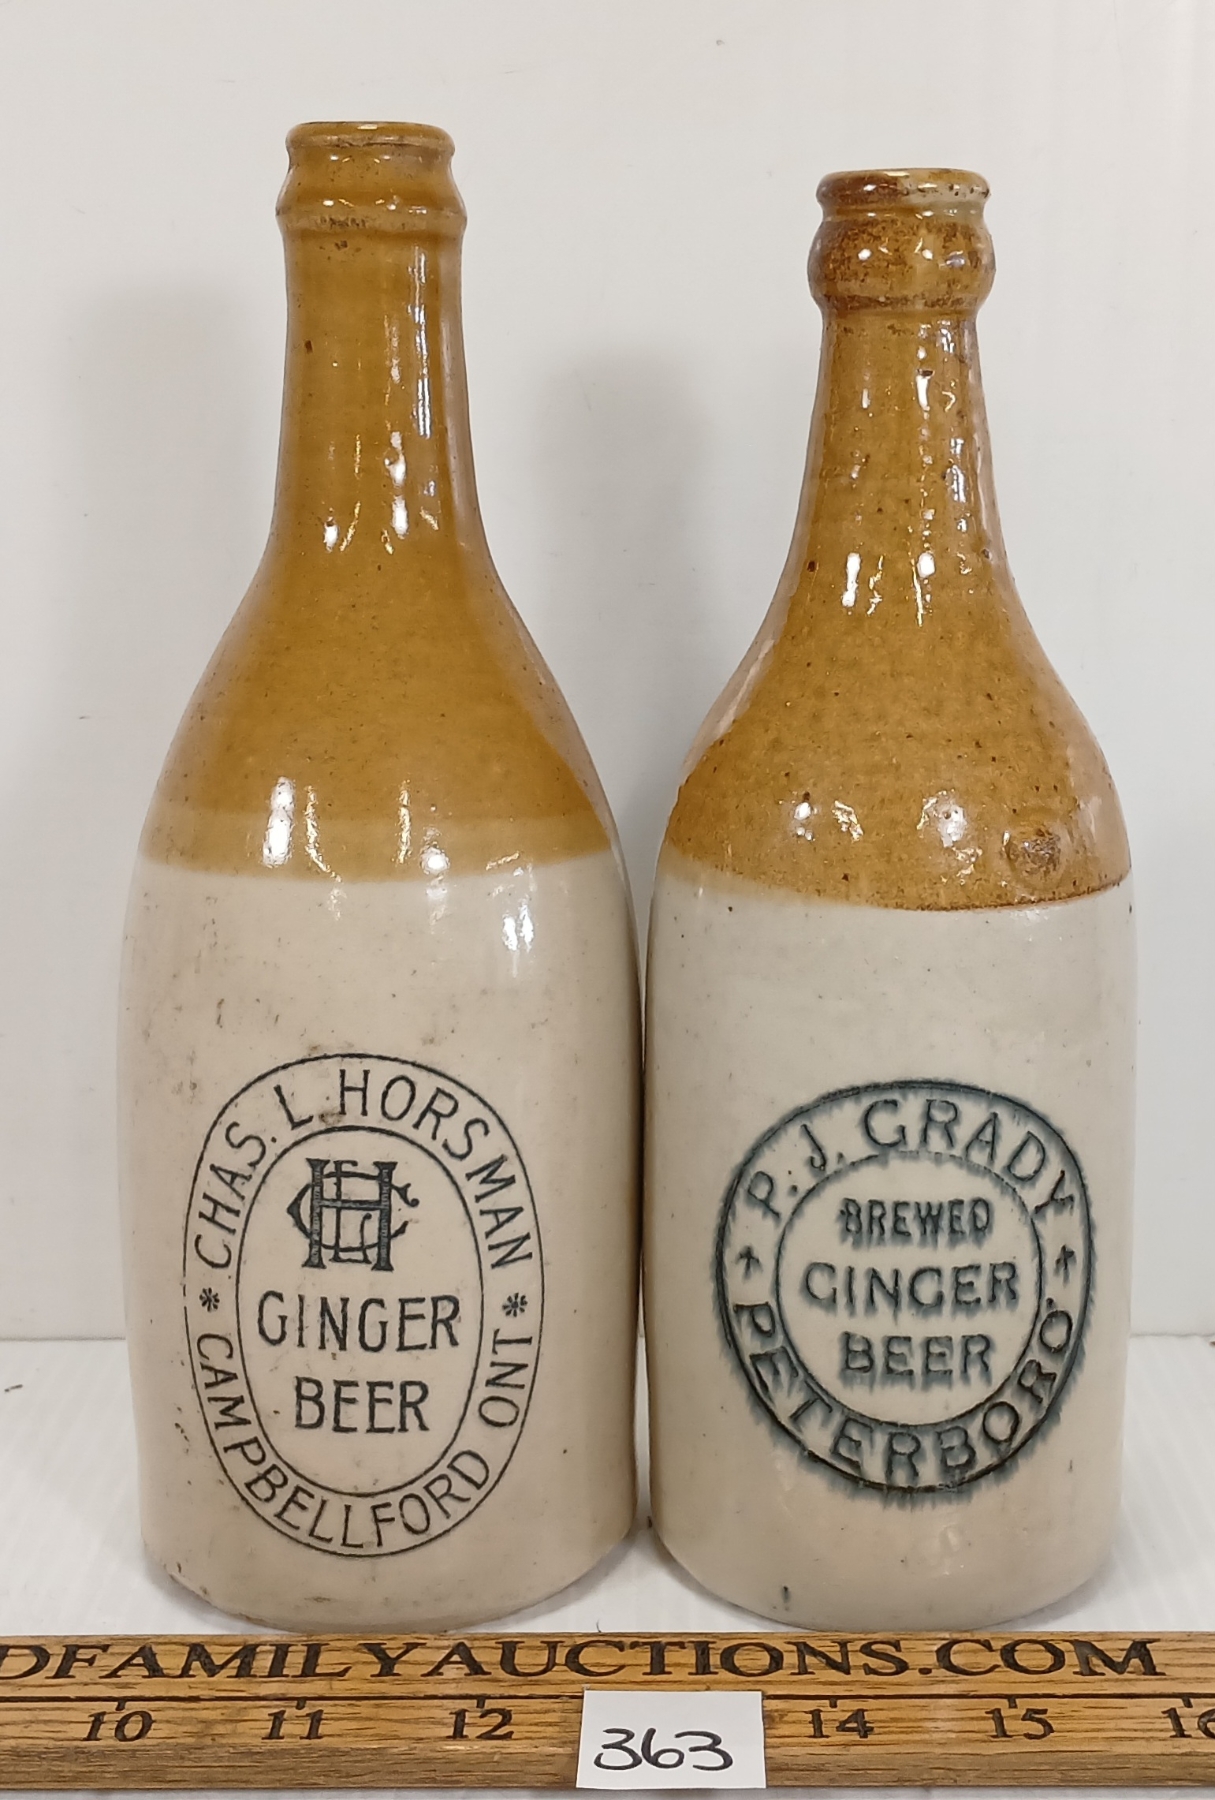 CHAS. L. HORSMAN
GINGER
BEER
* CAMPBELLFORD ONT *
P. J. GRADY
BREWED
GINGER
BEER
PETERBORO
DFAMILYAUCTIONS.COM
10 11 12 14 15 16
363